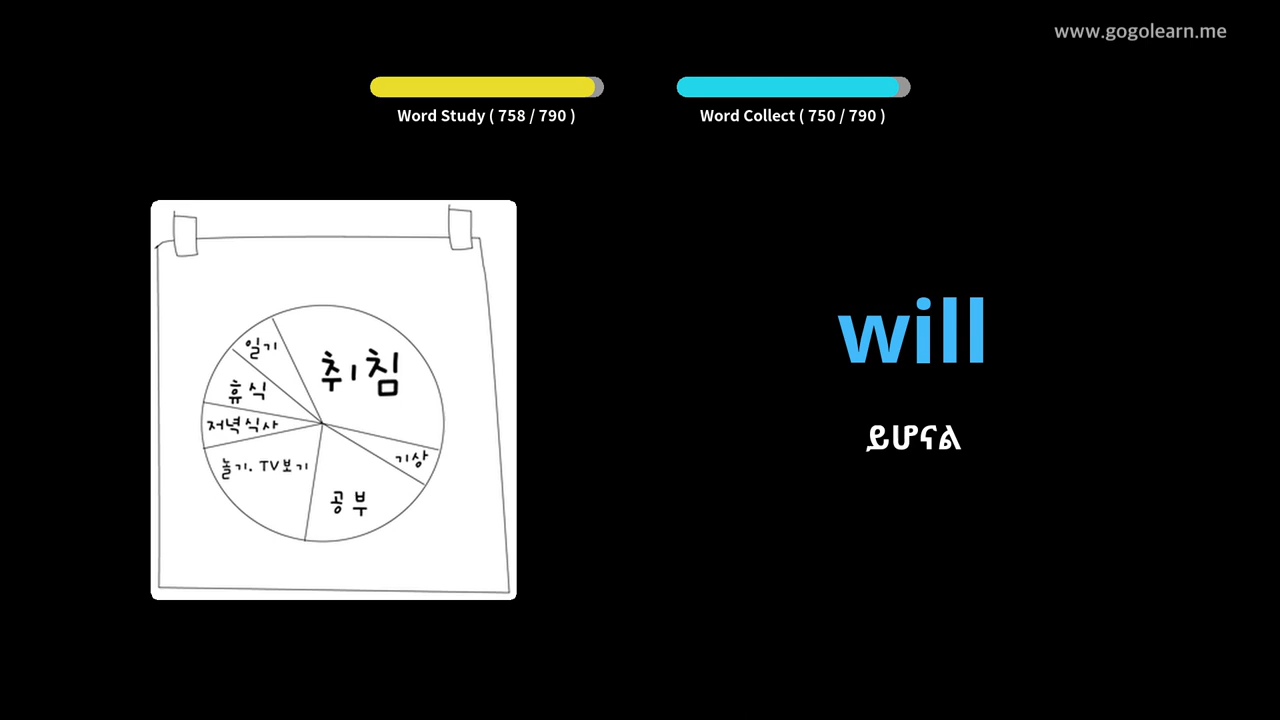 www.gogolearn.me
Word Study ( 758 / 790 )
Word Collect ( 750 / 790 )
일기
취침
휴식
저녁식사
놀기. TV보기
기상
공부
will
ይሆናል